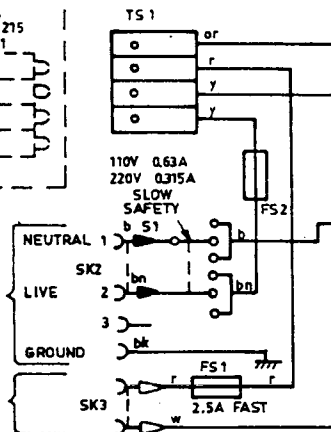 TS1
275
1
or
r
y
y
110V 0.63A
220V 0.315A
SLOW
SAFETY
FS2
b S1
NEUTRAL 1
b
SK2
bn
LIVE 2
bn
3
bk
GROUND
FS1
r r
SK3
2.5A FAST
w